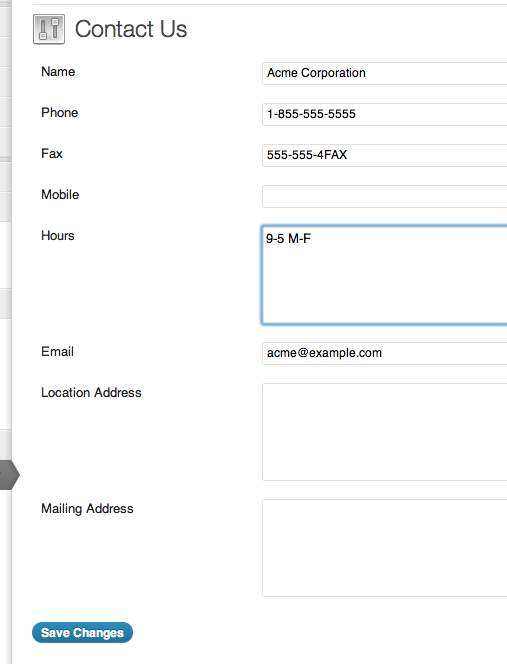 Contact Us
Name
Acme Corporation
Phone
1-855-555-5555
Fax
555-555-4FAX
Mobile
Hours
9-5 M-F
Email
acme@example.com
Location Address
Mailing Address
Save Changes